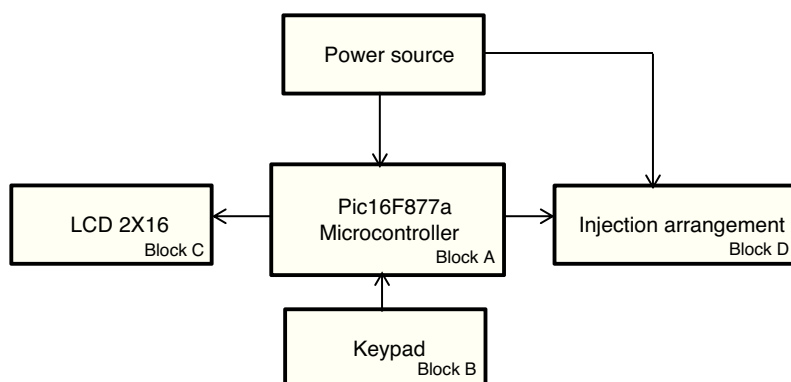 Power source
LCD 2X16
Block C
Pic16F877a
Microcontroller
Block A
Injection arrangement
Block D
Keypad
Block B